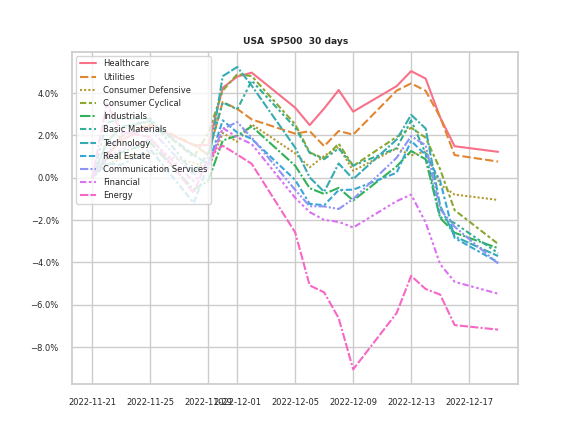 USA SP500 30 days
Healthcare
Utilities
Consumer Defensive
Consumer Cyclical
Industrials
Basic Materials
Technology
Real Estate
Communication Services
Financial
Energy
4.0%
2.0%
0.0%
−2.0%
−4.0%
−6.0%
−8.0%
2022-11-21 2022-11-25 2022-11-29 2022-12-01 2022-12-05 2022-12-09 2022-12-13 2022-12-17